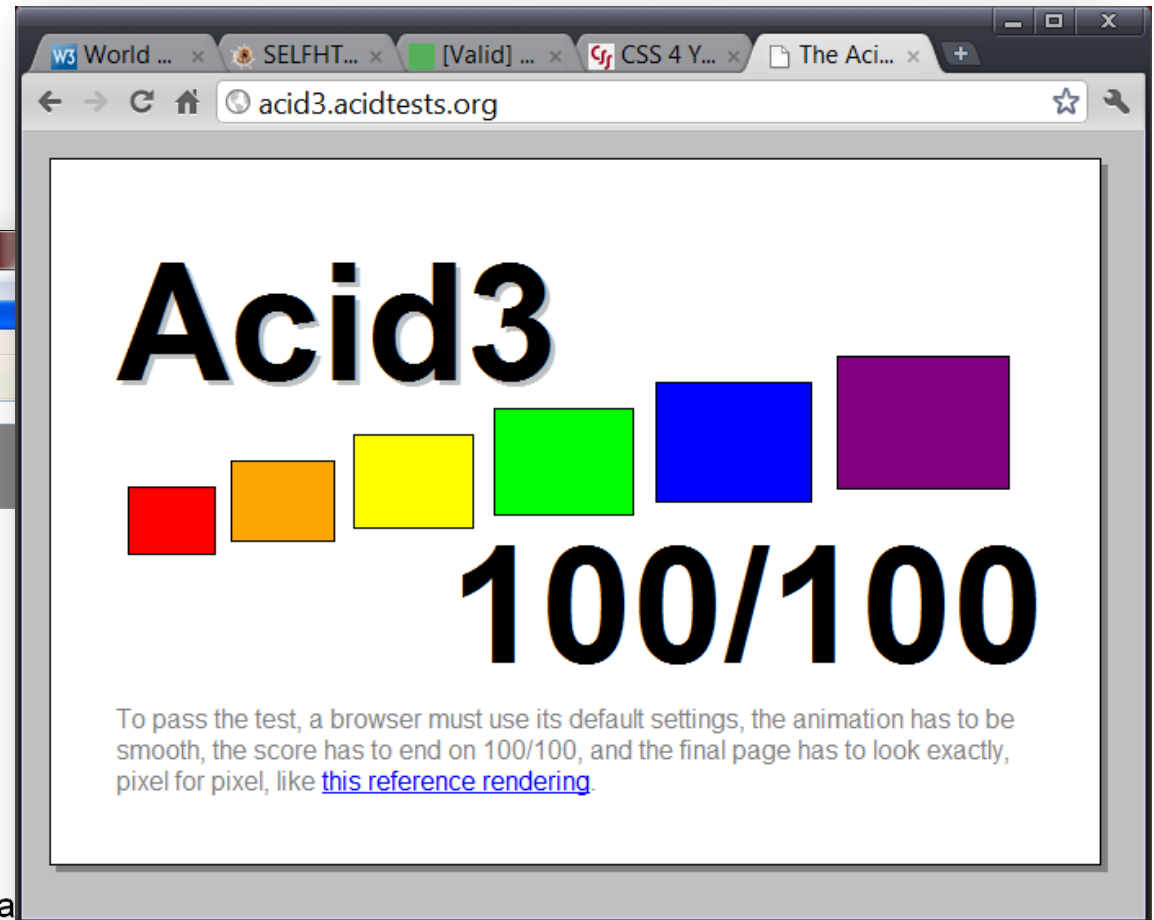 World ...
SELFHT...
[Valid] ...
CSS 4 Y...
The Aci...
acid3.acidtests.org
Acid3
100/100
To pass the test, a browser must use its default settings, the animation has to be
smooth, the score has to end on 100/100, and the final page has to look exactly,
pixel for pixel, like this reference rendering.
a